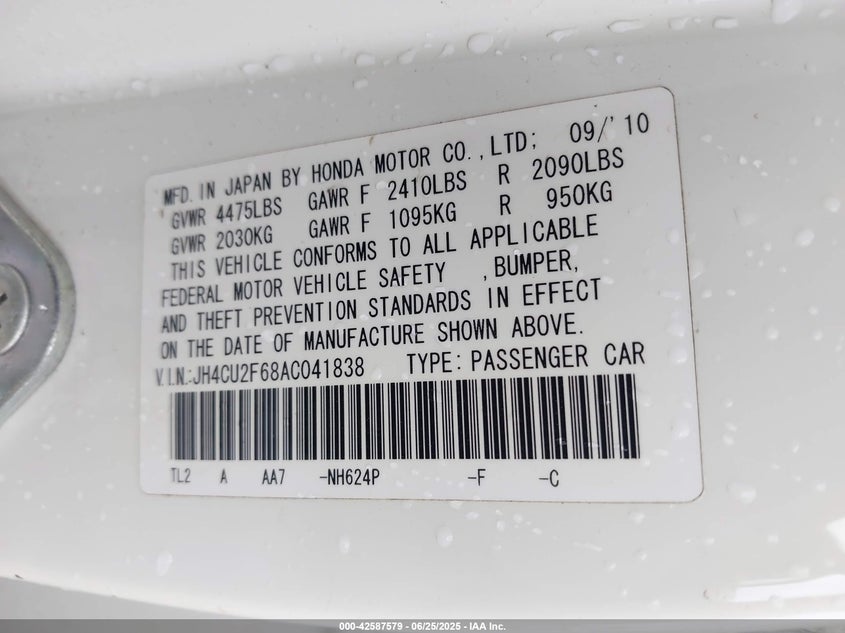 MFD. IN JAPAN BY HONDA MOTOR CO., LTD; 09/'10
GVWR 4475LBS GAWR F 2410LBS R 2090LBS
GVWR 2030KG GAWR F 1095KG R 950KG
THIS VEHICLE CONFORMS TO ALL APPLICABLE
FEDERAL MOTOR VEHICLE SAFETY , BUMPER,
AND THEFT PREVENTION STANDARDS IN EFFECT
ON THE DATE OF MANUFACTURE SHOWN ABOVE.
V.I.N.:JH4CU2F68AC041838 TYPE: PASSENGER CAR
TL2 A AA7 -NH624P -F -C
000-42587579 | 06/25/2025 - IAA Inc.